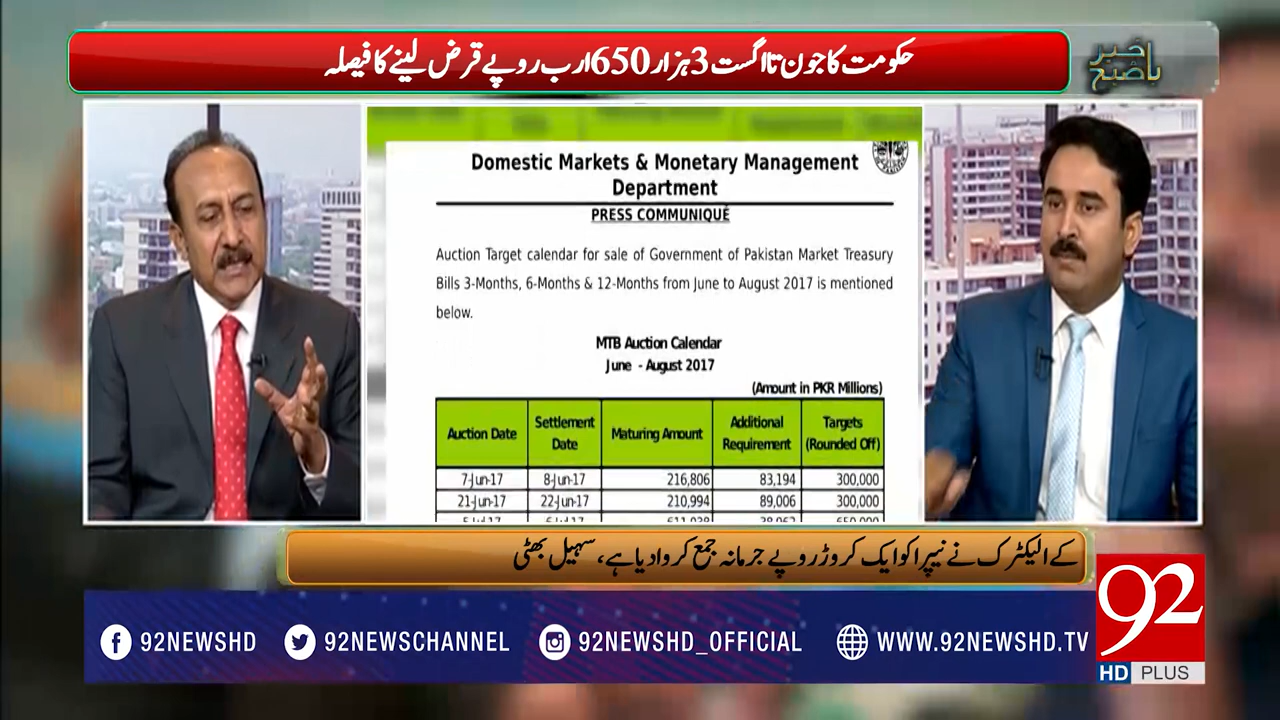 حکومت کا جون تا اگست 3 ہزار 650 ارب روپے قرض لینے کا فیصلہ
باخبر صبح
Domestic Markets & Monetary Management
Department
PRESS COMMUNIQUÉ
Auction Target calendar for sale of Government of Pakistan Market Treasury
Bills 3-Months, 6-Months & 12-Months from June to August 2017 is mentioned
below.
MTB Auction Calendar
June - August 2017
(Amount in PKR Millions)
Auction Date Settlement Date Maturing Amount Additional Requirement Targets (Rounded Off)
7-Jun-17 8-Jun-17 216,806 83,194 300,000
21-Jun-17 22-Jun-17 210,994 89,006 300,000
کے الیکٹرک نے نیپرا کو ایک کروڑ روپے جرمانہ جمع کروا دیا ہے، سہیل بھٹی
92NEWSHD 92NEWSCHANNEL 92NEWSHD_OFFICIAL WWW.92NEWSHD.TV
92
HD PLUS